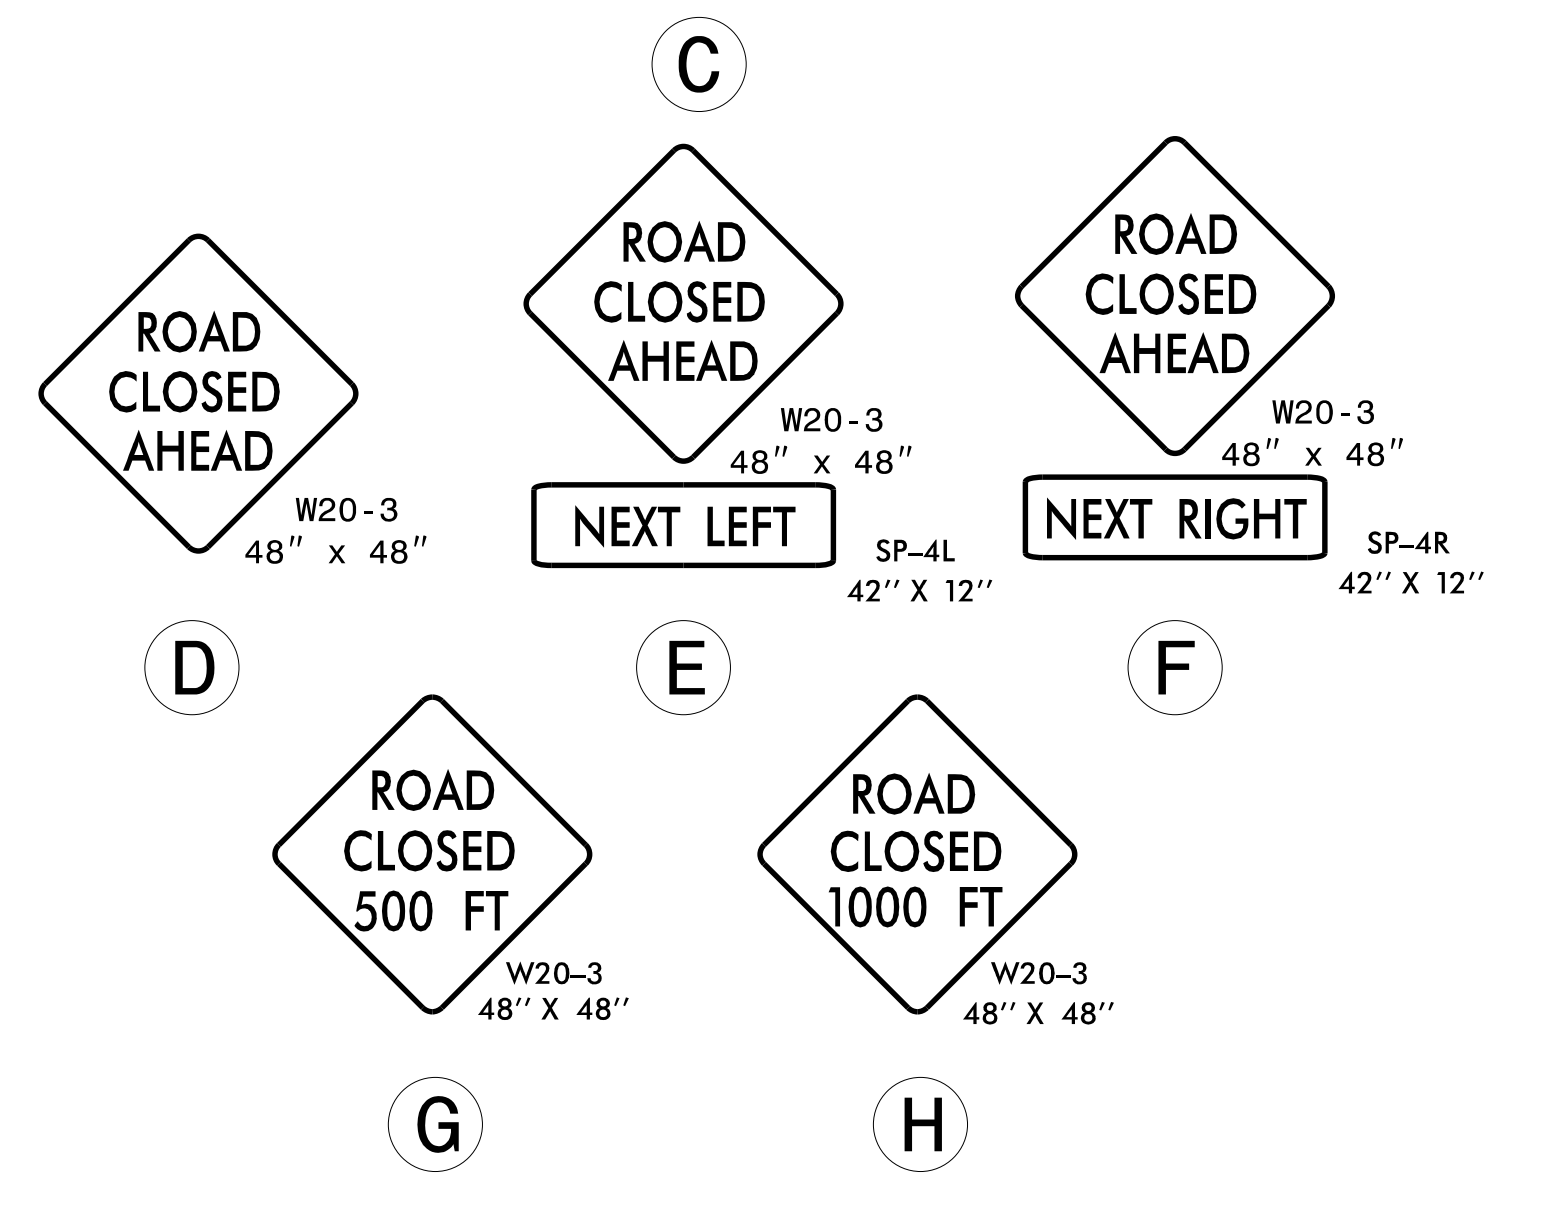 C
ROAD
CLOSED
AHEAD
W20-3
48" x 48"
D
ROAD
CLOSED
AHEAD
W20-3
48" x 48"
NEXT LEFT
SP-4L
42" X 12"
E
ROAD
CLOSED
AHEAD
W20-3
48" x 48"
NEXT RIGHT
SP-4R
42" X 12"
F
ROAD
CLOSED
500 FT
W20-3
48" X 48"
G
ROAD
CLOSED
1000 FT
W20-3
48" X 48"
H